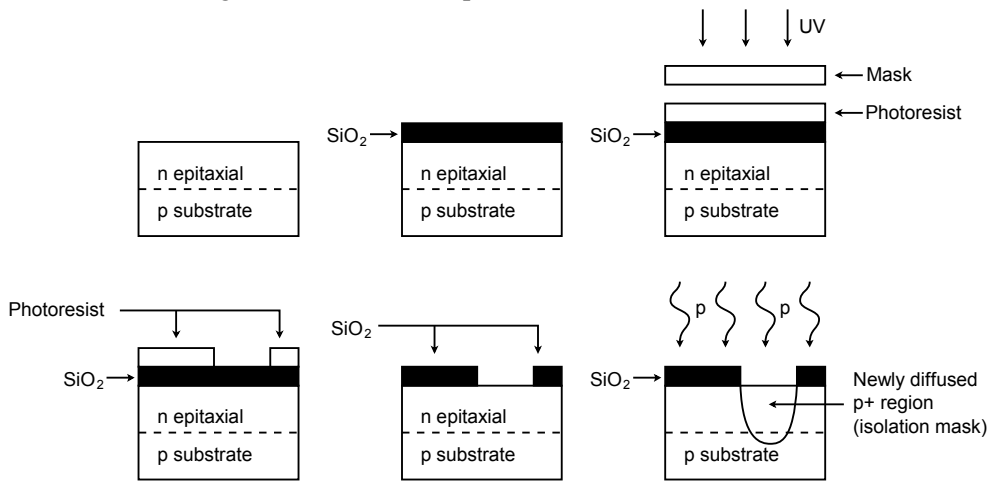 UV
Mask
Photoresist
SiO2
SiO2
n epitaxial
p substrate
n epitaxial
p substrate
n epitaxial
p substrate
Photoresist
SiO2
SiO2
n epitaxial
p substrate
n epitaxial
p substrate
p
p
SiO2
Newly diffused
p+ region
(isolation mask)
p substrate